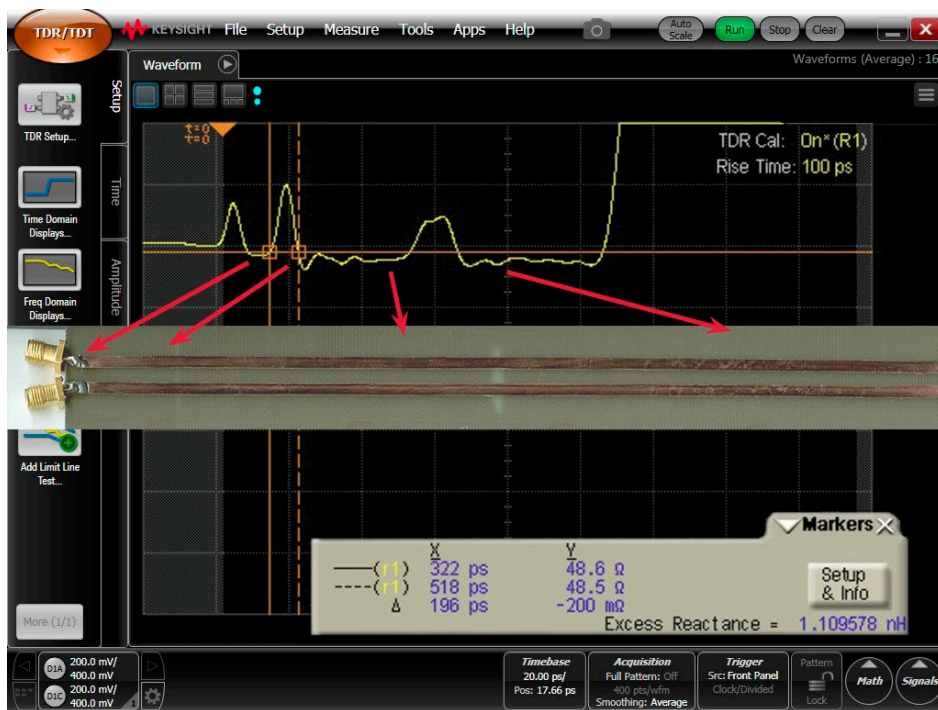 TDR/TDT
KEYSIGHT File Setup Measure Tools Apps Help
Auto Scale
Run Stop Clear
Waveform
Waveforms (Average) : 16
Setup
Time
Amplitude
TDR Setup...
Time Domain
Displays...
Freq Domain
Displays...
Add Limit Line
Test...
More (1/1)
τ=0
τ=0
TDR Cal: On*(R1)
Rise Time: 100 ps
Markers
X Y
——(r1) 322 ps 48.6 Ω
----(r1) 518 ps 48.5 Ω
Δ 196 ps -200 mΩ
Excess Reactance = 1.109578 nH
Setup
& Info
D1A 200.0 mV/
400.0 mV
D1C 200.0 mV/
400.0 mV
1
Timebase
20.00 ps/
Pos: 17.66 ps
Acquisition
Full Pattern: Off
400 pts/wfm
Smoothing: Average
Trigger
Src: Front Panel
Clock/Divided
Pattern
Lock
Math
Signals